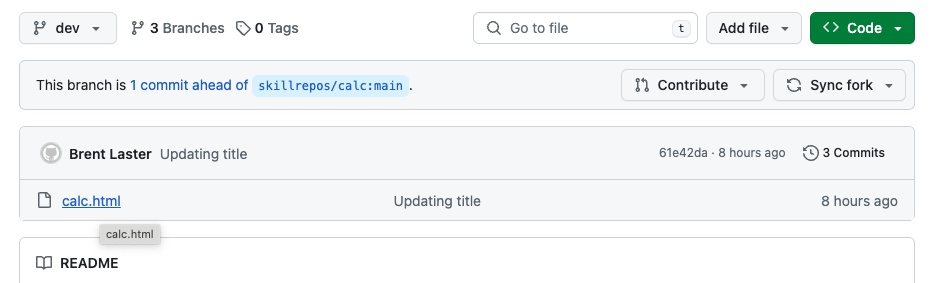 dev 3 Branches 0 Tags Go to file t Add file Code
This branch is 1 commit ahead of skillrepos/calc:main. Contribute Sync fork
Brent Laster Updating title 61e42da · 8 hours ago 3 Commits
calc.html Updating title 8 hours ago
calc.html
README